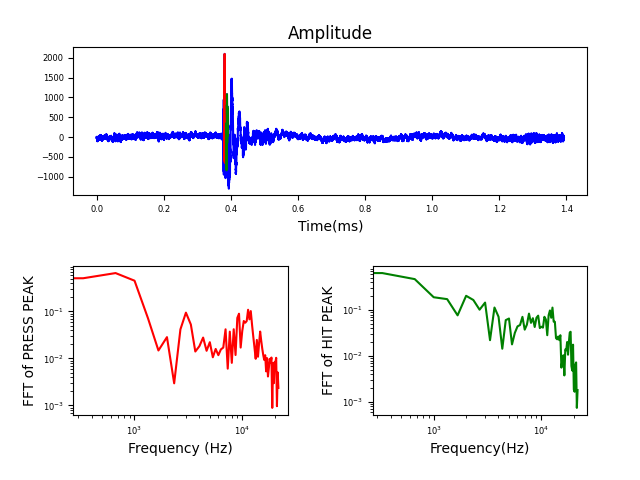 Amplitude
2000
1500
1000
500
0
−500
−1000
0.0 0.2 0.4 0.6 0.8 1.0 1.2 1.4
Time(ms)
FFT of PRESS PEAK
10⁻¹
10⁻²
10⁻³
10³ 10⁴
Frequency (Hz)
FFT of HIT PEAK
10⁻¹
10⁻²
10⁻³
10³ 10⁴
Frequency(Hz)